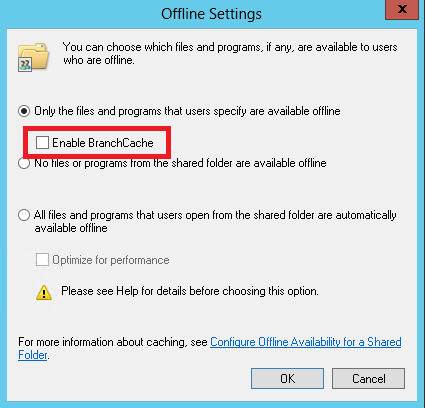 Offline Settings
x
You can choose which files and programs, if any, are available to users
who are offline.
Only the files and programs that users specify are available offline
Enable BranchCache
No files or programs from the shared folder are available offline
All files and programs that users open from the shared folder are automatically
available offline
Optimize for performance
Please see Help for details before choosing this option.
For more information about caching, see Configure Offline Availability for a Shared
Folder.
OK
Cancel